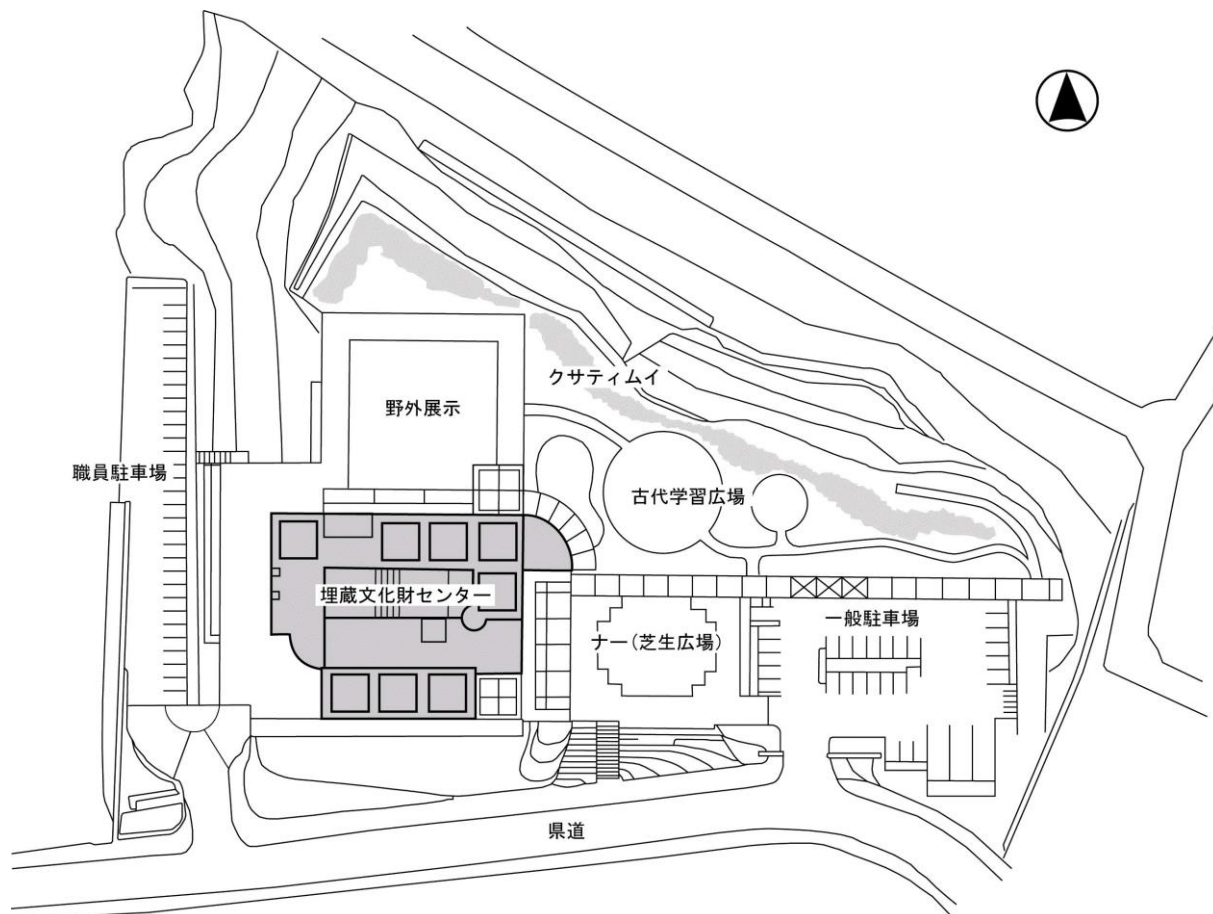 クサティムイ
野外展示
職員駐車場
古代学習広場
埋蔵文化財センター
一般駐車場
ナー(芝生広場)
県道